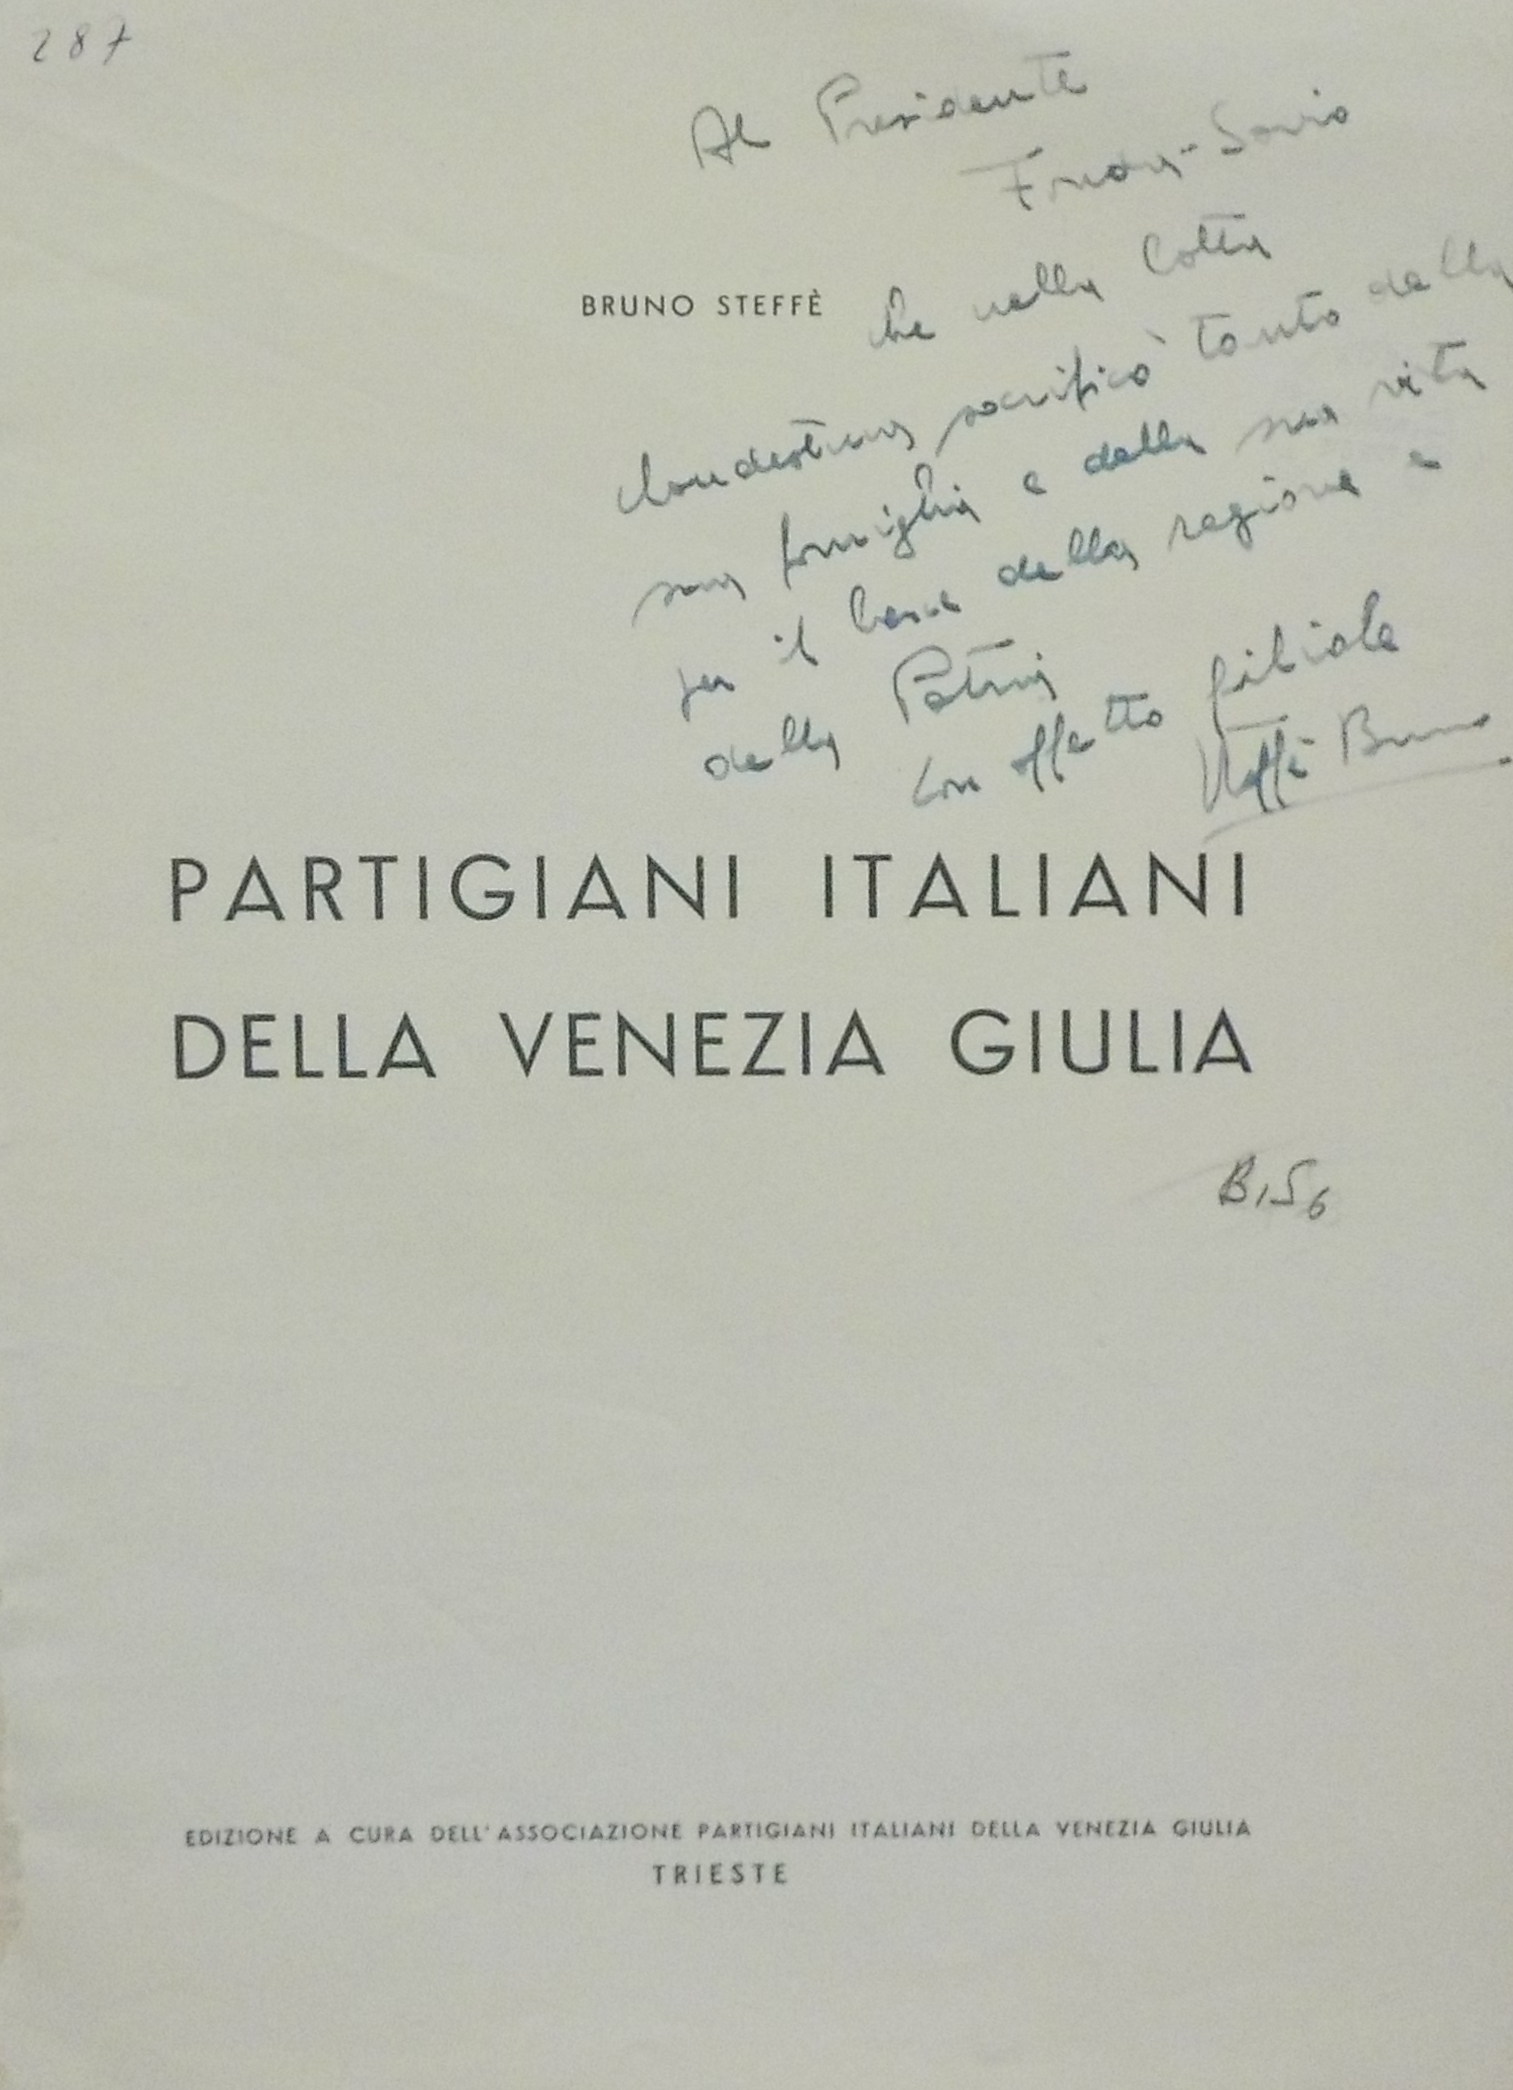 287
Al Presidente
Fonda-Savio
BRUNO STEFFÈ
che nella lotta
clandestina sacrificò tanto della
sua famiglia e della sua vita
per il bene della regione e
della Patria
con affetto filiale
Steffè Bruno
PARTIGIANI ITALIANI
DELLA VENEZIA GIULIA
EDIZIONE A CURA DELL'ASSOCIAZIONE PARTIGIANI ITALIANI DELLA VENEZIA GIULIA
TRIESTE